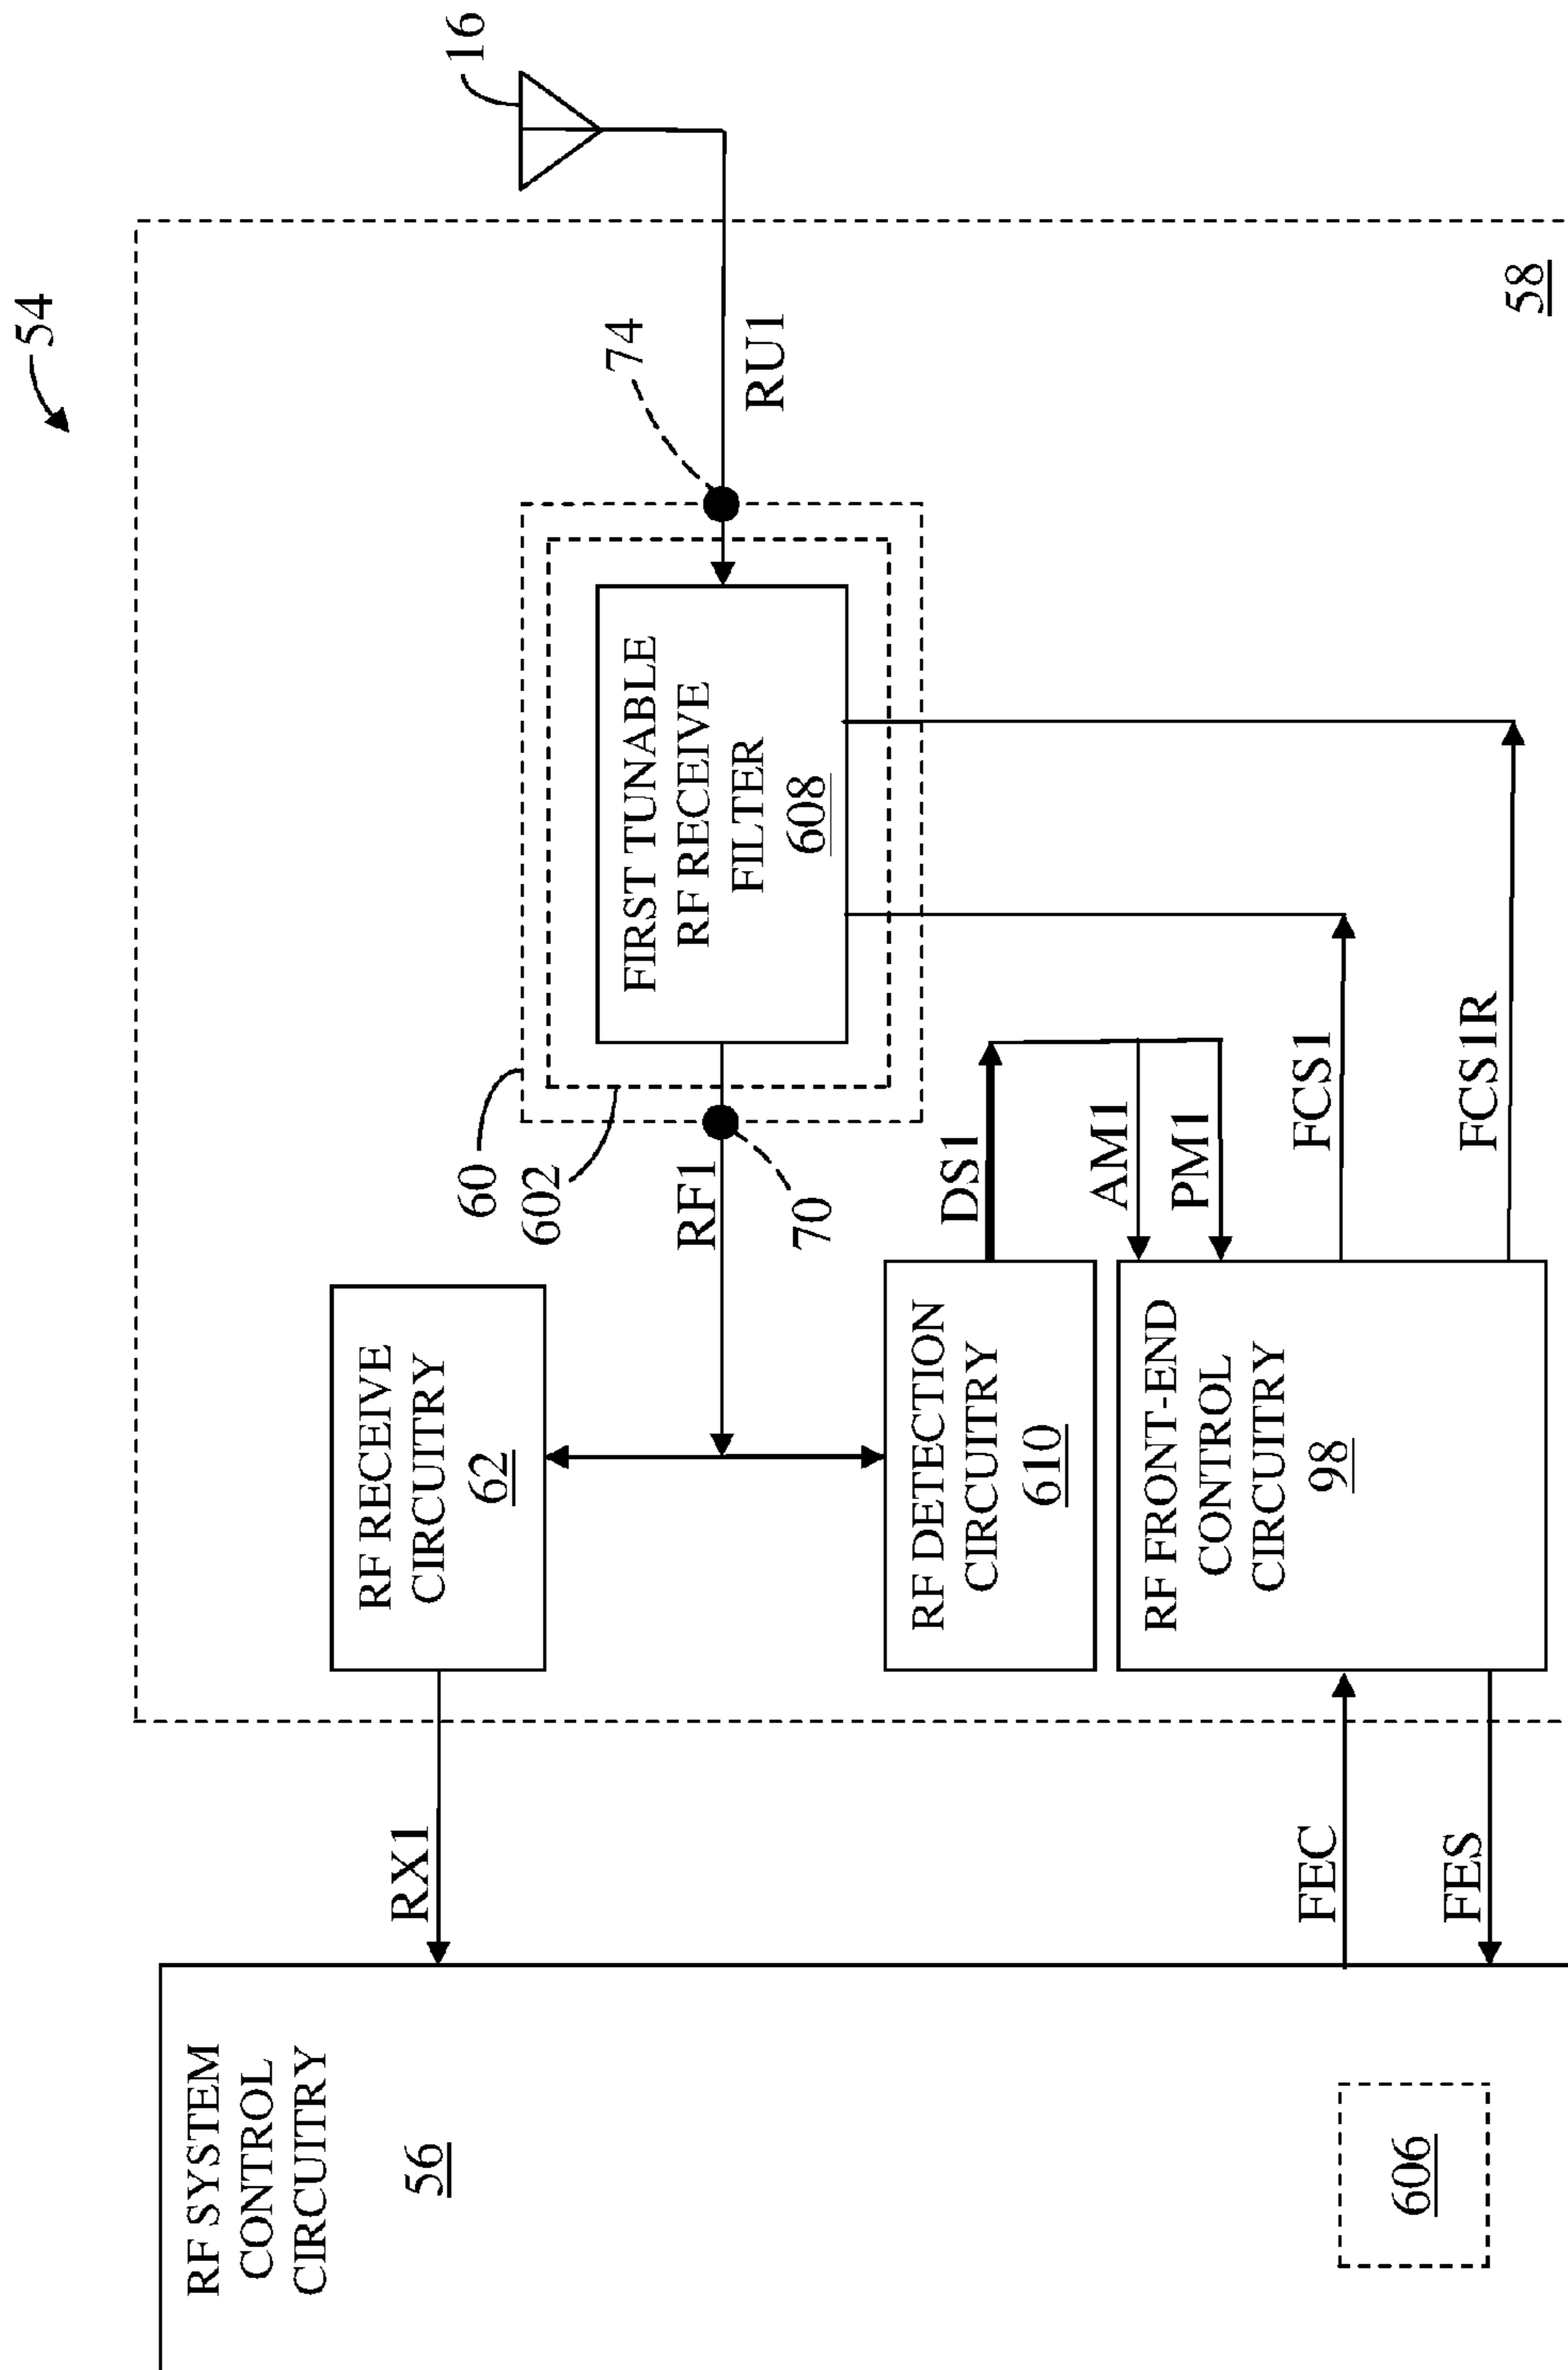 54
16
RF SYSTEM
CONTROL
CIRCUITRY
56
606
RX1
FEC
FES
RF RECEIVE
CIRCUITRY
62
RF DETECTION
CIRCUITRY
610
RF FRONT-END
CONTROL
CIRCUITRY
98
60
602
RF1
70
DS1
AM1
PM1
FCS1
FCS1R
FIRST TUNABLE
RF RECEIVE
FILTER
608
74
RU1
58